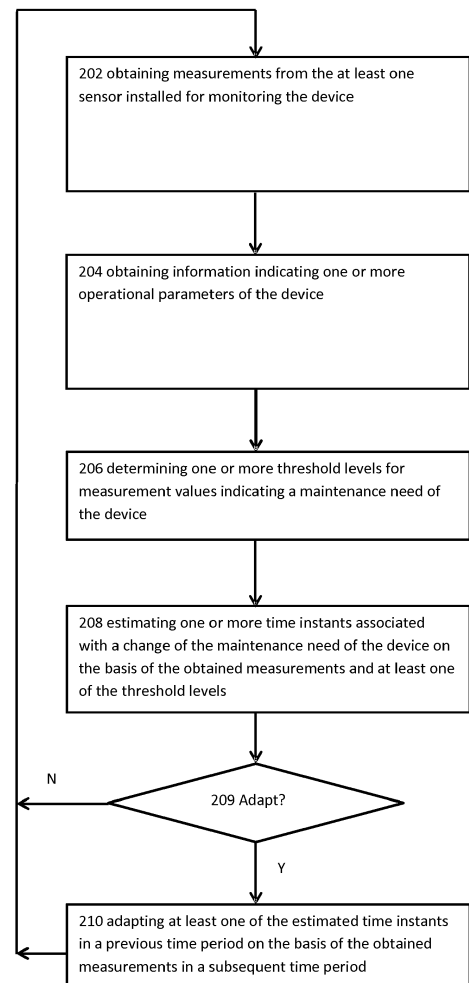 202 obtaining measurements from the at least one
sensor installed for monitoring the device
204 obtaining information indicating one or more
operational parameters of the device
206 determining one or more threshold levels for
measurement values indicating a maintenance need of
the device
208 estimating one or more time instants associated
with a change of the maintenance need of the device on
the basis of the obtained measurements and at least one
of the threshold levels
N
209 Adapt?
Y
210 adapting at least one of the estimated time instants
in a previous time period on the basis of the obtained
measurements in a subsequent time period